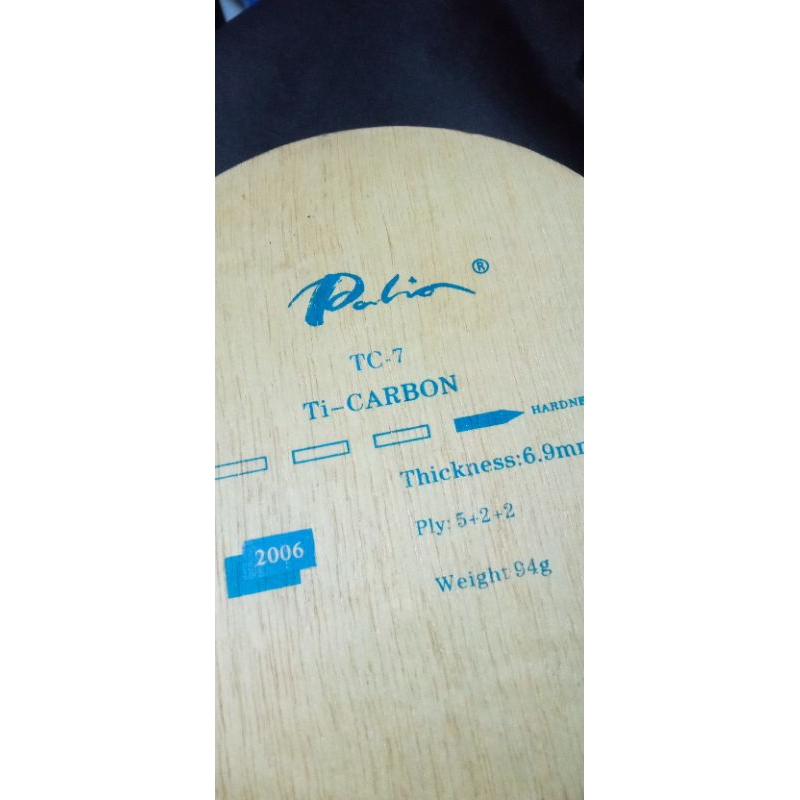 Palio ®
TC-7
Ti-CARBON
HARDNE
Thickness:6.9mm
Ply: 5+2+2
2006
Weight 94g